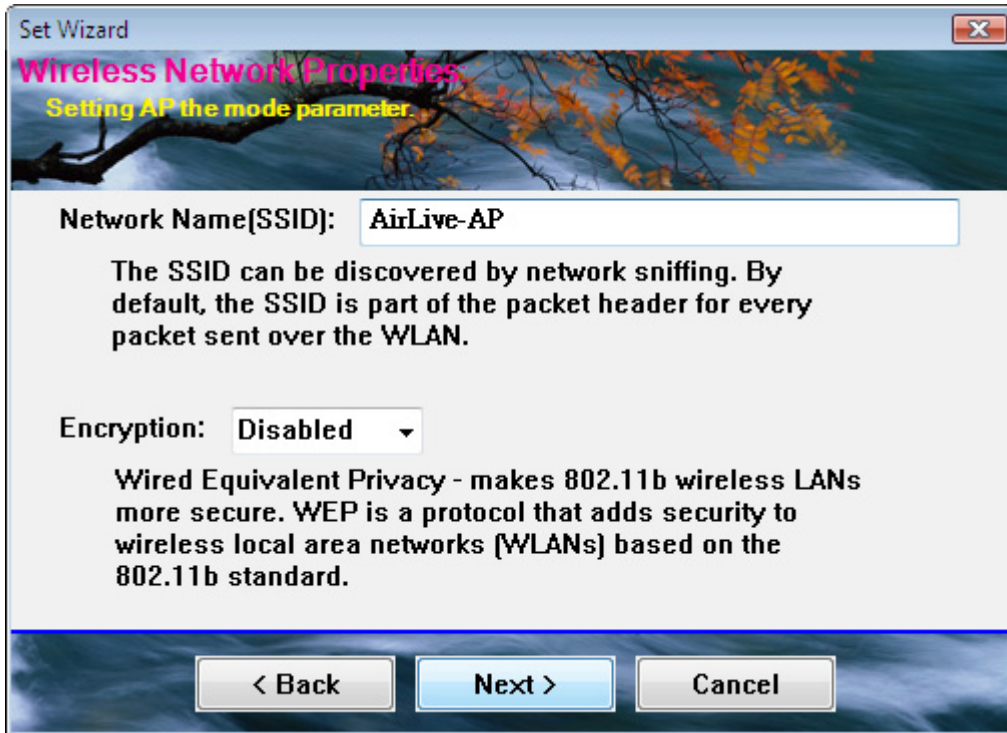 Set Wizard
Wireless Network Properties:
Setting AP the mode parameter.
Network Name(SSID): AirLive-AP
The SSID can be discovered by network sniffing. By
default, the SSID is part of the packet header for every
packet sent over the WLAN.
Encryption: Disabled
Wired Equivalent Privacy - makes 802.11b wireless LANs
more secure. WEP is a protocol that adds security to
wireless local area networks (WLANs) based on the
802.11b standard.
< Back Next > Cancel